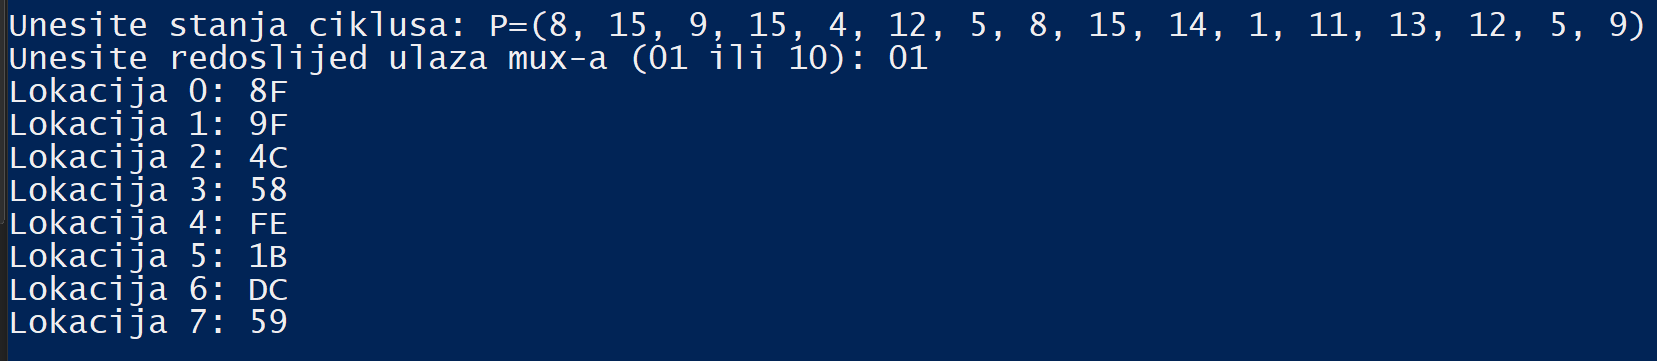 Unesite stanja ciklusa: P=(8, 15, 9, 15, 4, 12, 5, 8, 15, 14, 1, 11, 13, 12, 5, 9)
Unesite redoslijed ulaza mux-a (01 ili 10): 01
Lokacija 0: 8F
Lokacija 1: 9F
Lokacija 2: 4C
Lokacija 3: 58
Lokacija 4: FE
Lokacija 5: 1B
Lokacija 6: DC
Lokacija 7: 59